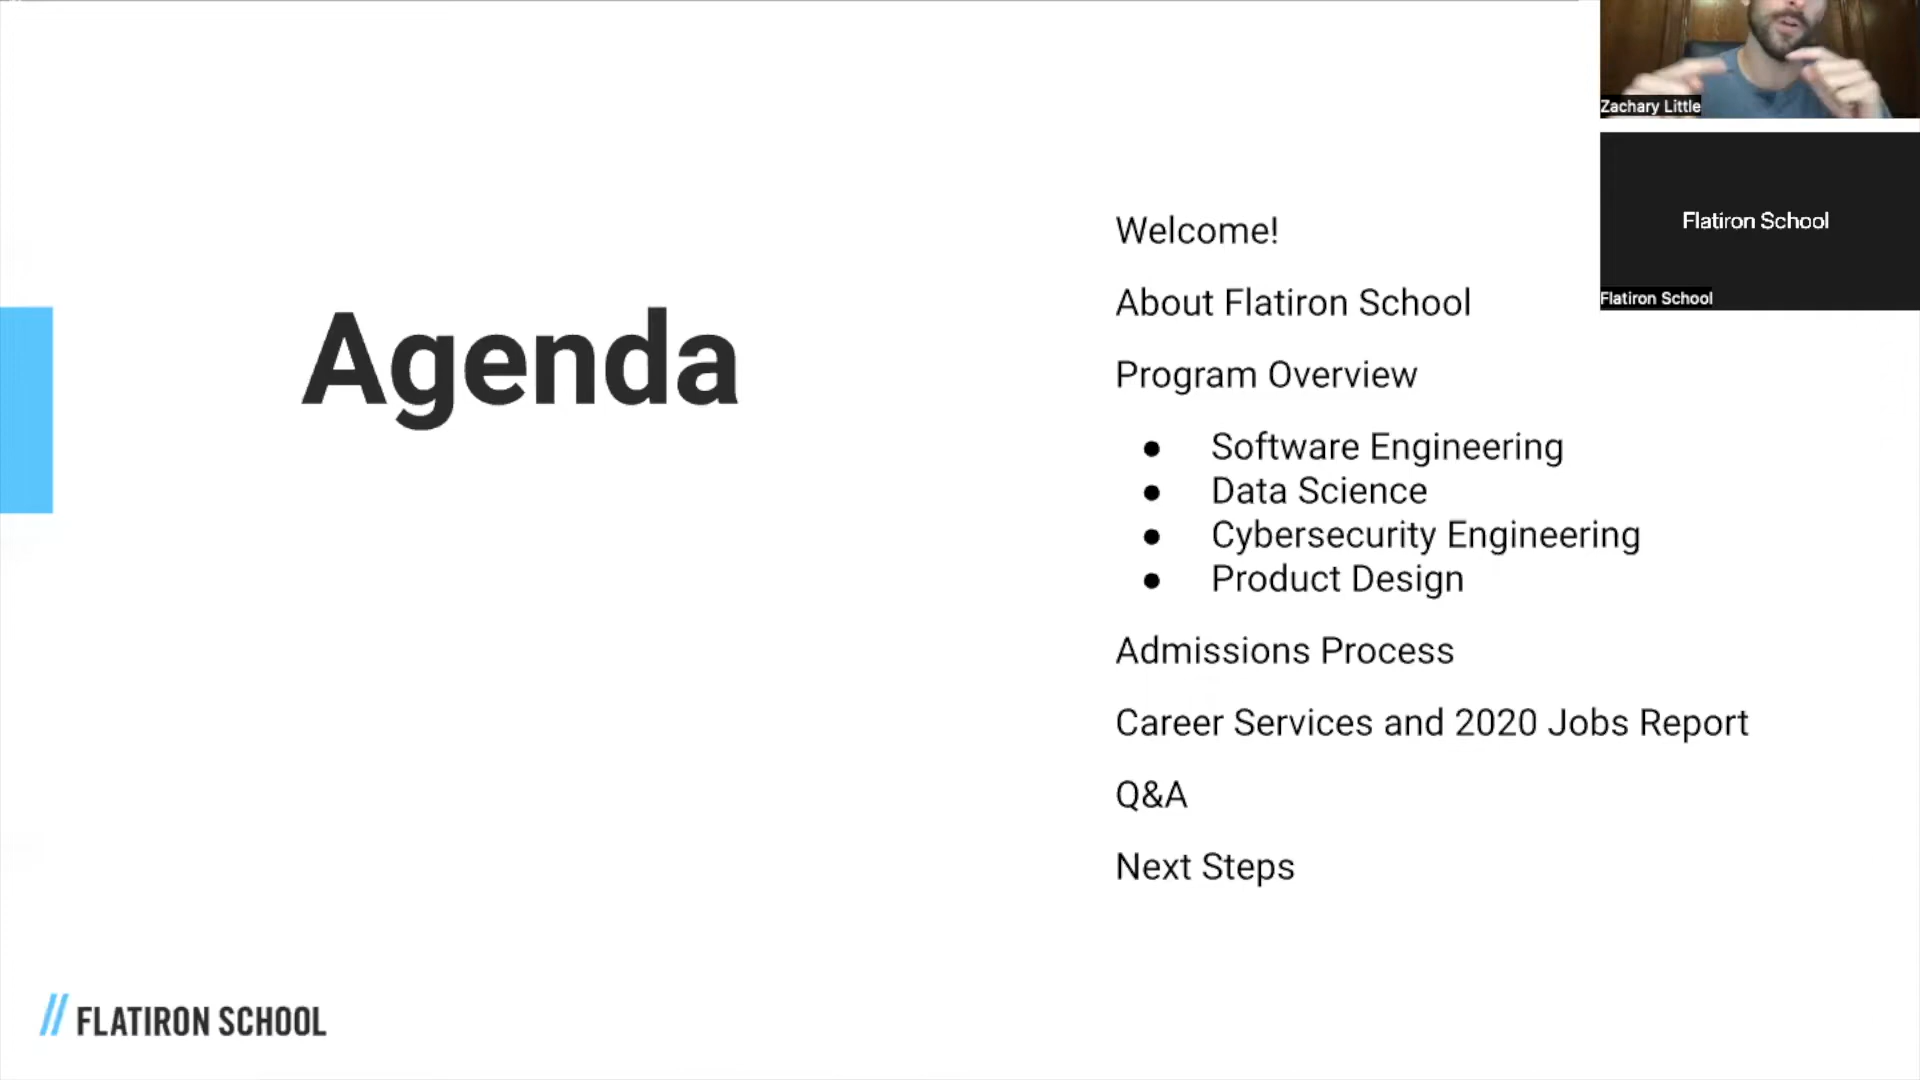 Agenda
Welcome!
About Flatiron School
Program Overview
● Software Engineering
● Data Science
● Cybersecurity Engineering
● Product Design
Admissions Process
Career Services and 2020 Jobs Report
Q&A
Next Steps
Zachary Little
Flatiron School
Flatiron School
// FLATIRON SCHOOL